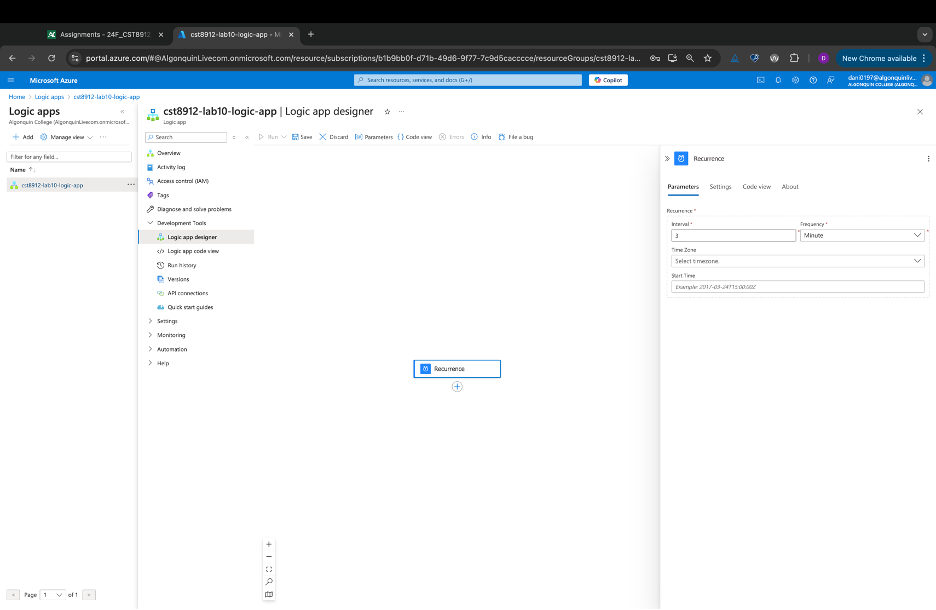 Assignments - 24F_CST8912
cst8912-lab10-logic-app - Mi
portal.azure.com/#@AlgonquinLivecom.onmicrosoft.com/resource/subscriptions/b1b9bb0f-d71b-49d6-9f77-7c9d5cacccce/resourceGroups/cst8912-la...
D
New Chrome available
Microsoft Azure
Search resources, services, and docs (G+/)
Copilot
dani0197@algonquinliv...
ALGONQUIN COLLEGE (ALGONQ...
Home > Logic apps > cst8912-lab10-logic-app
Logic apps
Algonquin College (AlgonquinLivecom.onmicrosof...
Add
Manage view
Filter for any field...
Name
cst8912-lab10-logic-app
Page 1 of 1
cst8912-lab10-logic-app | Logic app designer
Logic app
Search
Run
Save
Discard
Parameters
Code view
Errors
Info
File a bug
Overview
Activity log
Access control (IAM)
Tags
Diagnose and solve problems
Development Tools
Logic app designer
Logic app code view
Run history
Versions
API connections
Quick start guides
Settings
Monitoring
Automation
Help
Recurrence
Recurrence
Parameters
Settings
Code view
About
Recurrence *
Interval *
Frequency *
3
Minute
Time Zone
Select timezone.
Start Time
Example: 2017-03-24T15:00:00Z